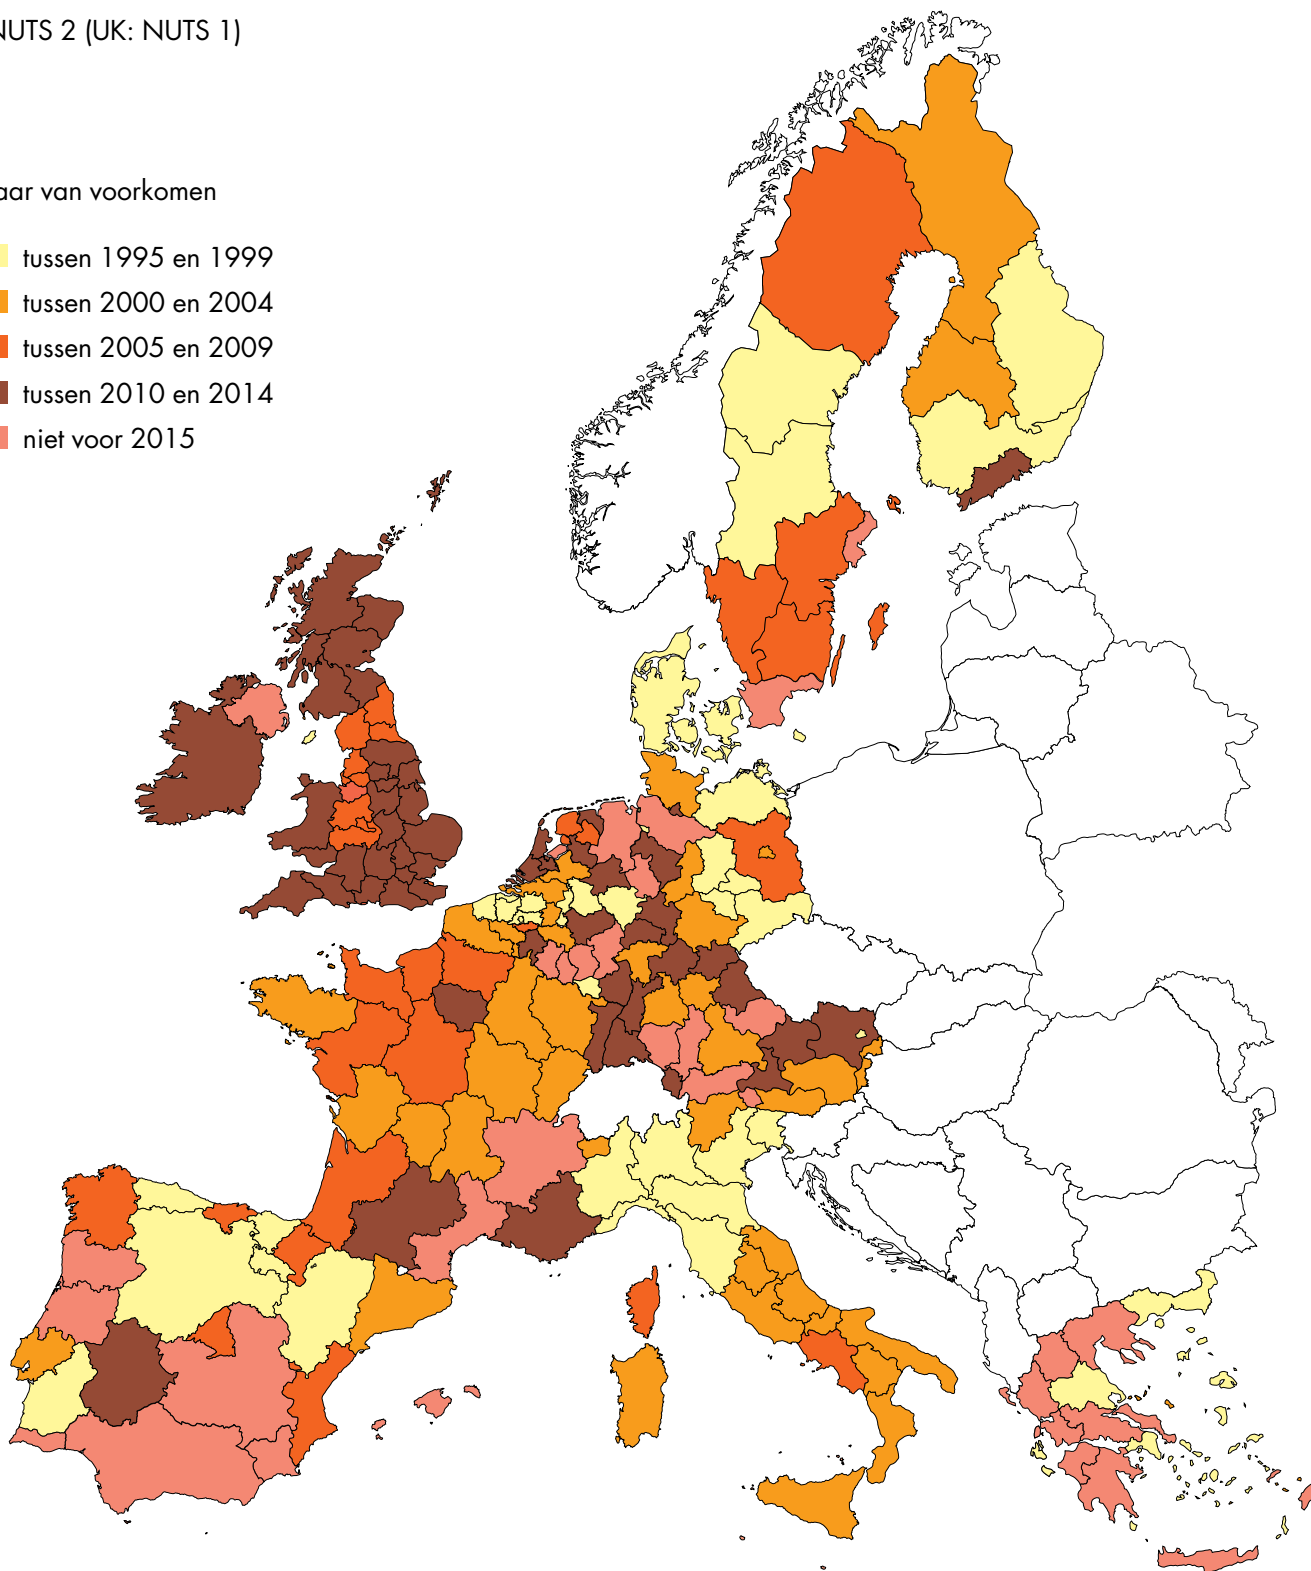 NUTS 2 (UK: NUTS 1)
aar van voorkomen
tussen 1995 en 1999
tussen 2000 en 2004
tussen 2005 en 2009
tussen 2010 en 2014
niet voor 2015